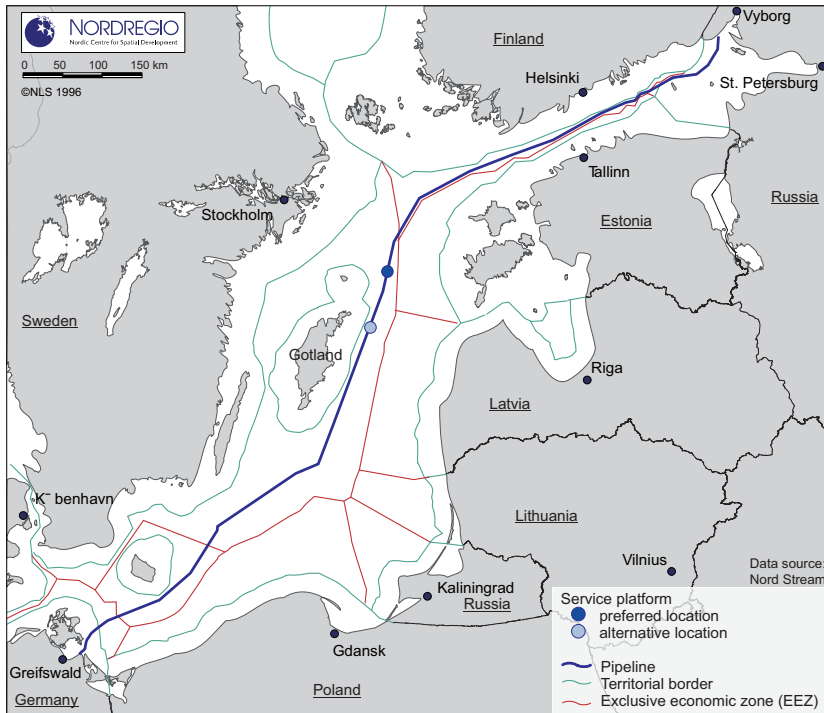 NORDREGIO
Nordic Centre for Spatial Development
0 50 100 150 km
©NLS 1996
Finland
Vyborg
Helsinki
St. Petersburg
Tallinn
Russia
Stockholm
Estonia
Sweden
Gotland
Riga
Latvia
K¯ benhavn
Lithuania
Vilnius
Data source:
Nord Stream
Kaliningrad
Russia
Gdansk
Greifswald
Germany
Poland
Service platform
preferred location
alternative location
Pipeline
Territorial border
Exclusive economic zone (EEZ)